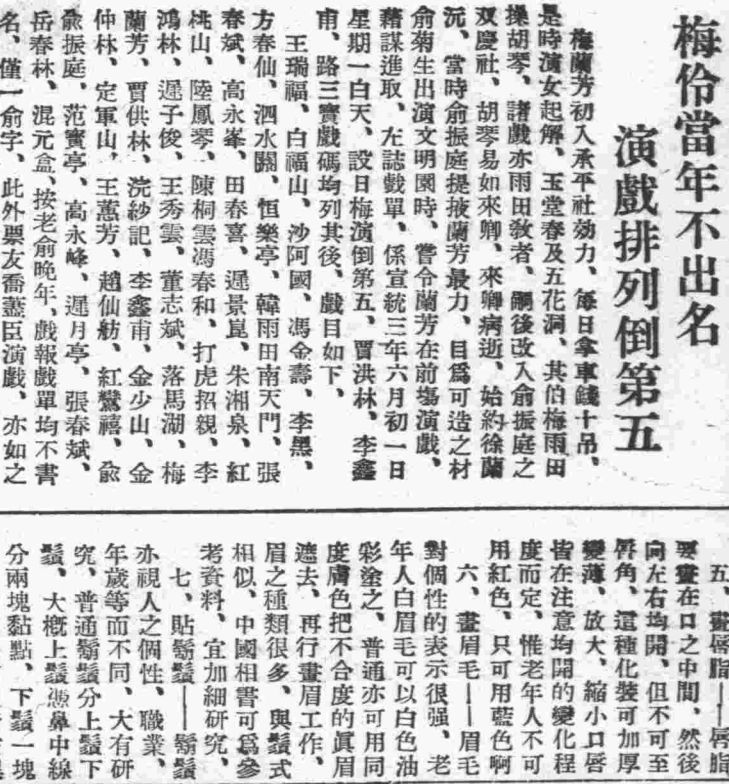 梅伶當年不出名
演戲排列倒第五
梅蘭芳初入承平社効力、每日拿車錢十吊、
是時演女起解、玉堂春及五花洞、其伯梅雨田
操胡琴、諸戲亦雨田敎者、嗣後改入俞振庭之
双慶社、胡琴易如來卿、來卿病逝、始約徐蘭
沅、當時俞振庭提掖蘭芳最力、目爲可造之材
俞菊生出演文明園時、嘗令蘭芳在前塲演戲、
藉謀進取、左誌戲單、係宣統三年六月初一日
星期一白天、設日梅演倒第五、賈洪林、李鑫
甫、路三寶戲碼均列其後、戲目如下、
王瑞福、白福山、沙阿國、馮金壽、李黑、
方春仙、泗水關、恒樂亭、韓雨田南天門、張
春斌、高永峯、田春喜、遲景崑、朱湘泉、紅
桃山、陸鳳琴、陳桐雲馮春和、打虎招親、李
鴻林、遲子俊、王秀雲、董志斌、落馬湖、梅
蘭芳、賈供林、浣紗記、李鑫甫、金少山、金
仲林、定軍山、王蕙芳、趙仙舫、紅鸞禧、俞
振庭、范寶亭、高永峰、遲月亭、張春斌、
岳春林、混元盒、按老俞晚年、戲報戲單均不書
名、僅一俞字、此外票友喬藎臣演戲、亦如之
五、畫唇脂——唇脂
要畫在口之中間、然後
向左右均開、但不可至
唇角、這種化裝可加厚
變薄、放大、縮小口唇
皆在注意均開的變化程
度而定、惟老年人不可
用紅色、只可用藍色啊
六、畫眉毛——眉毛
對個性的表示很强、老
年人白眉毛可以白色油
彩塗之、普通亦可用同
度膚色把不合度的眞眉
遮去、再行畫眉工作、
眉之種類很多、與鬚式
相似、中國相書可爲參
考資料、宜加細研究、
七、貼鬍鬚——鬍鬚
亦視人之個性、職業、
年歲等而不同、大有研
究、普通鬍鬚分上鬚下
鬚、大槪上鬚憑鼻中線
分兩塊黏點、下鬚一塊